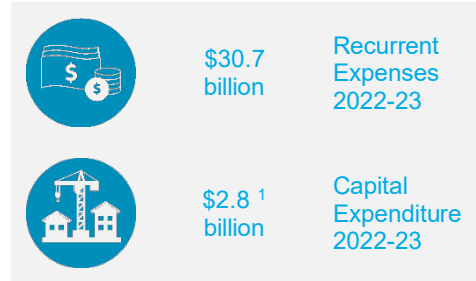 $30.7
billion
Recurrent
Expenses
2022-23
$
$
$2.8 ¹
billion
Capital
Expenditure
2022-23